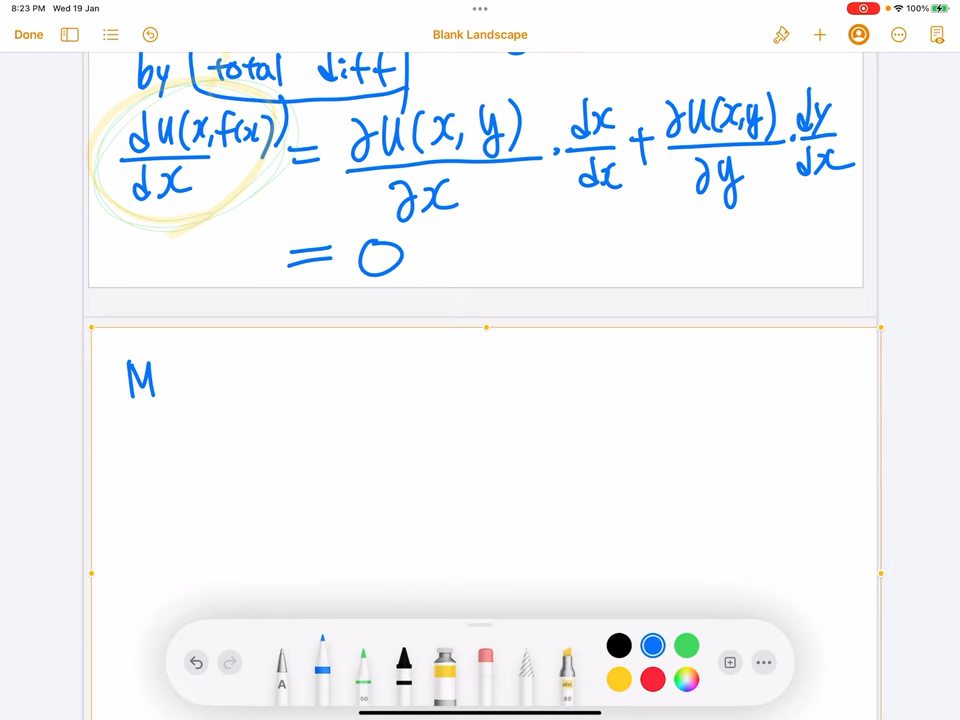 8:23 PM Wed 19 Jan
100%
Done
Blank Landscape
by total diff
dU(x,f(x))/dx = ∂U(x,y)/∂x · dx/dx + ∂U(x,y)/∂y · dy/dx
= 0
M
A
50
abc
80